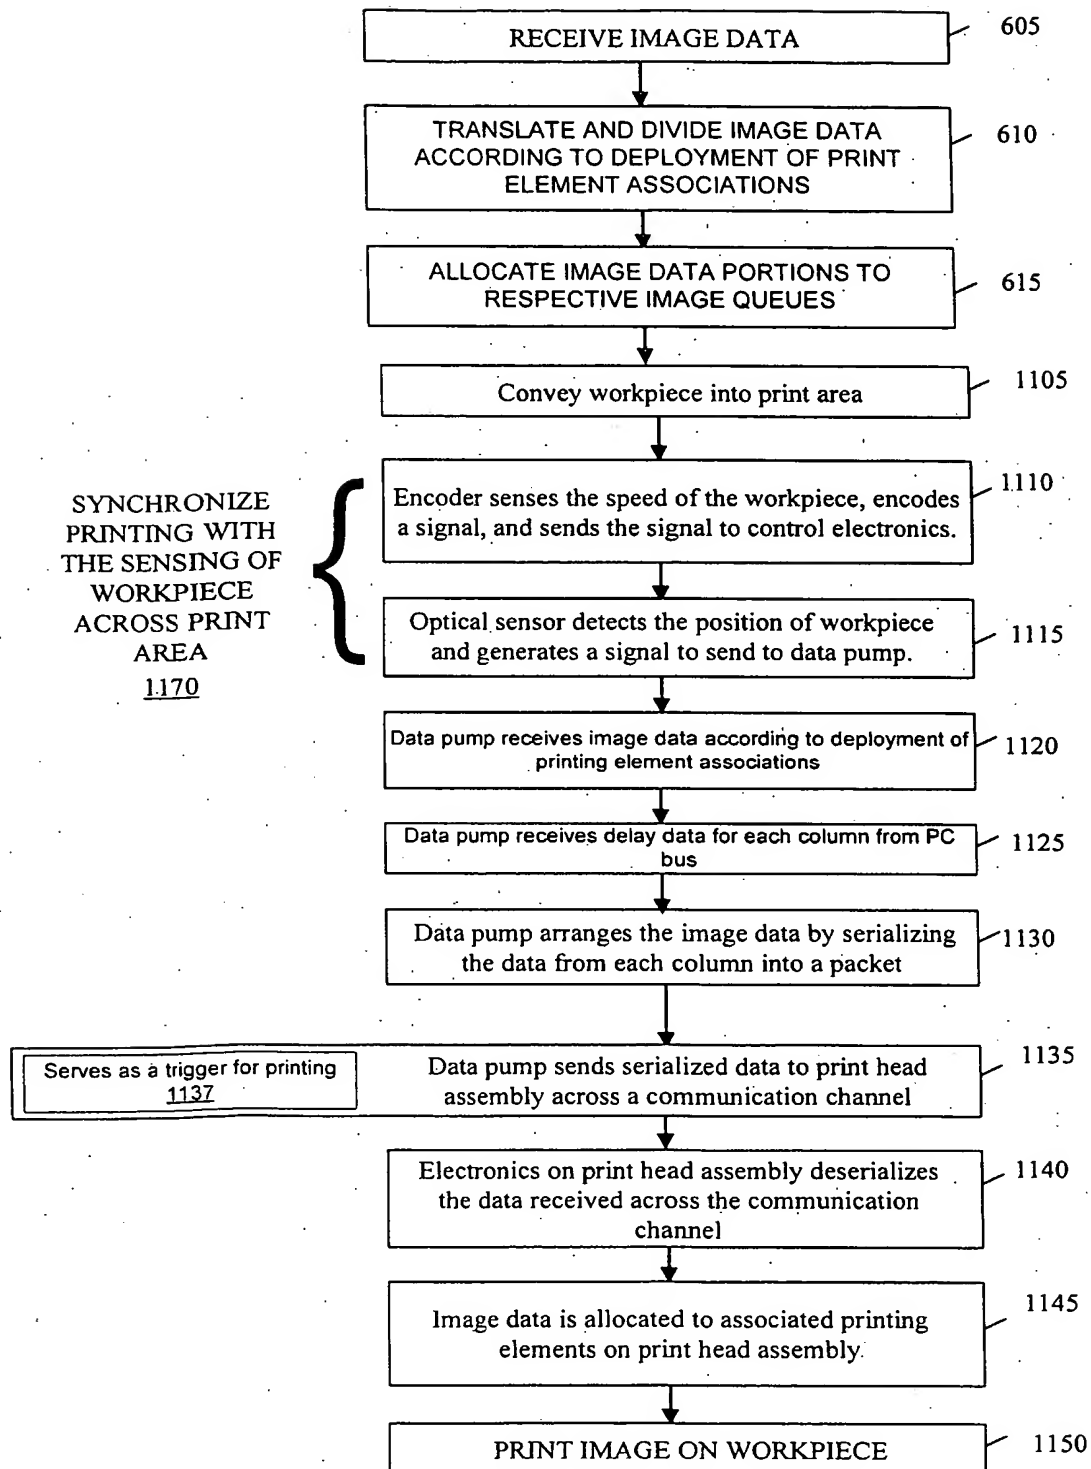 RECEIVE IMAGE DATA
605
TRANSLATE AND DIVIDE IMAGE DATA
ACCORDING TO DEPLOYMENT OF PRINT
ELEMENT ASSOCIATIONS
610
ALLOCATE IMAGE DATA PORTIONS TO
RESPECTIVE IMAGE QUEUES
615
Convey workpiece into print area
1105
SYNCHRONIZE
PRINTING WITH
THE SENSING OF
WORKPIECE
ACROSS PRINT
AREA
1170
Encoder senses the speed of the workpiece, encodes
a signal, and sends the signal to control electronics.
1110
Optical sensor detects the position of workpiece
and generates a signal to send to data pump.
1115
Data pump receives image data according to deployment of
printing element associations
1120
Data pump receives delay data for each column from PC
bus
1125
Data pump arranges the image data by serializing
the data from each column into a packet
1130
Serves as a trigger for printing
1137
Data pump sends serialized data to print head
assembly across a communication channel
1135
Electronics on print head assembly deserializes
the data received across the communication
channel
1140
Image data is allocated to associated printing
elements on print head assembly.
1145
PRINT IMAGE ON WORKPIECE
1150